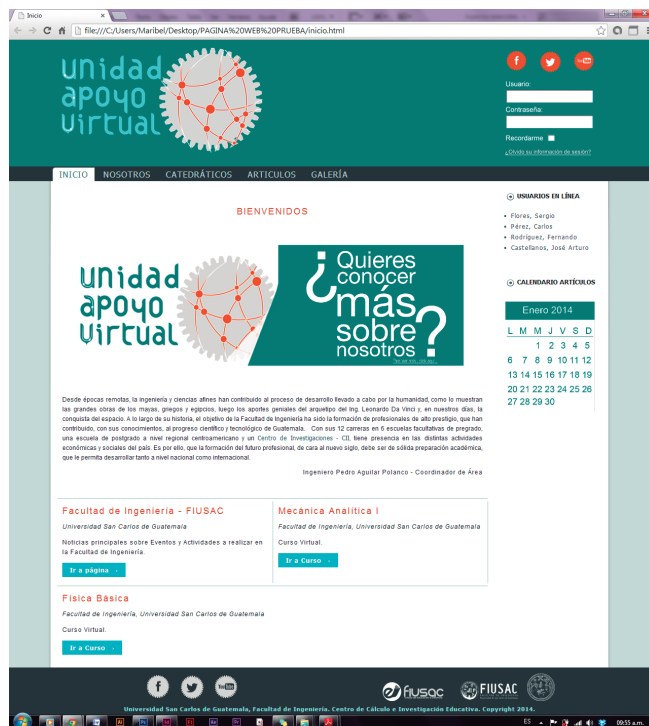 Inicio
file:///C:/Users/Maribel/Desktop/PAGINA%20WEB%20PRUEBA/inicio.html
unidad
apoyo
virtual
Usuario:
Contraseña:
Recordarme
¿Olvido su información de sesión?
INICIO NOSOTROS CATEDRÁTICOS ARTICULOS GALERÍA
BIENVENIDOS
unidad
apoyo
virtual
¿Quieres
conocer
más
sobre
nosotros?
Desde épocas remotas, la ingeniería y ciencias afines han contribuido al proceso de desarrollo llevado a cabo por la humanidad, como lo muestran
las grandes obras de los mayas, griegos y egipcios, luego los aportes geniales del arquetipo del Ing. Leonardo Da Vinci y, en nuestros días, la
conquista del espacio. A lo largo de su historia, el objetivo de la Facultad de Ingeniería ha sido la formación de profesionales de alto prestigio, que han
contribuido, con sus conocimientos, al progreso científico y tecnológico de Guatemala. Con sus 12 carreras en 6 escuelas facultativas de pregrado,
una escuela de postgrado a nivel regional centroamericano y un Centro de Investigaciones - CII, tiene presencia en las distintas actividades
económicas y sociales del país. Es por ello, que la formación del futuro profesional, de cara al nuevo siglo, debe ser de sólida preparación académica,
que le permita desarrollar tanto a nivel nacional como internacional.
Ingeniero Pedro Aguilar Polanco - Coordinador de Área
Facultad de Ingeniería - FIUSAC
Universidad San Carlos de Guatemala
Noticias principales sobre Eventos y Actividades a realizar en
la Facultad de Ingeniería.
Ir a página
Mecánica Analítica I
Facultad de Ingeniería, Universidad San Carlos de Guatemala
Curso Virtual.
Ir a Curso
Física Básica
Facultad de Ingeniería, Universidad San Carlos de Guatemala
Curso Virtual.
Ir a Curso
USUARIOS EN LÍNEA
Flores, Sergio
Pérez, Carlos
Rodríguez, Fernando
Castellanos, José Arturo
CALENDARIO ARTÍCULOS
Enero 2014
L M M J V S D
1 2 3 4 5
6 7 8 9 10 11 12
13 14 15 16 17 18 19
20 21 22 23 24 25 26
27 28 29 30
fiusac
FIUSAC
Universidad San Carlos de Guatemala, Facultad de Ingeniería. Centro de Cálculo e Investigación Educativa. Copyright 2014.
ES
09:55 a.m.